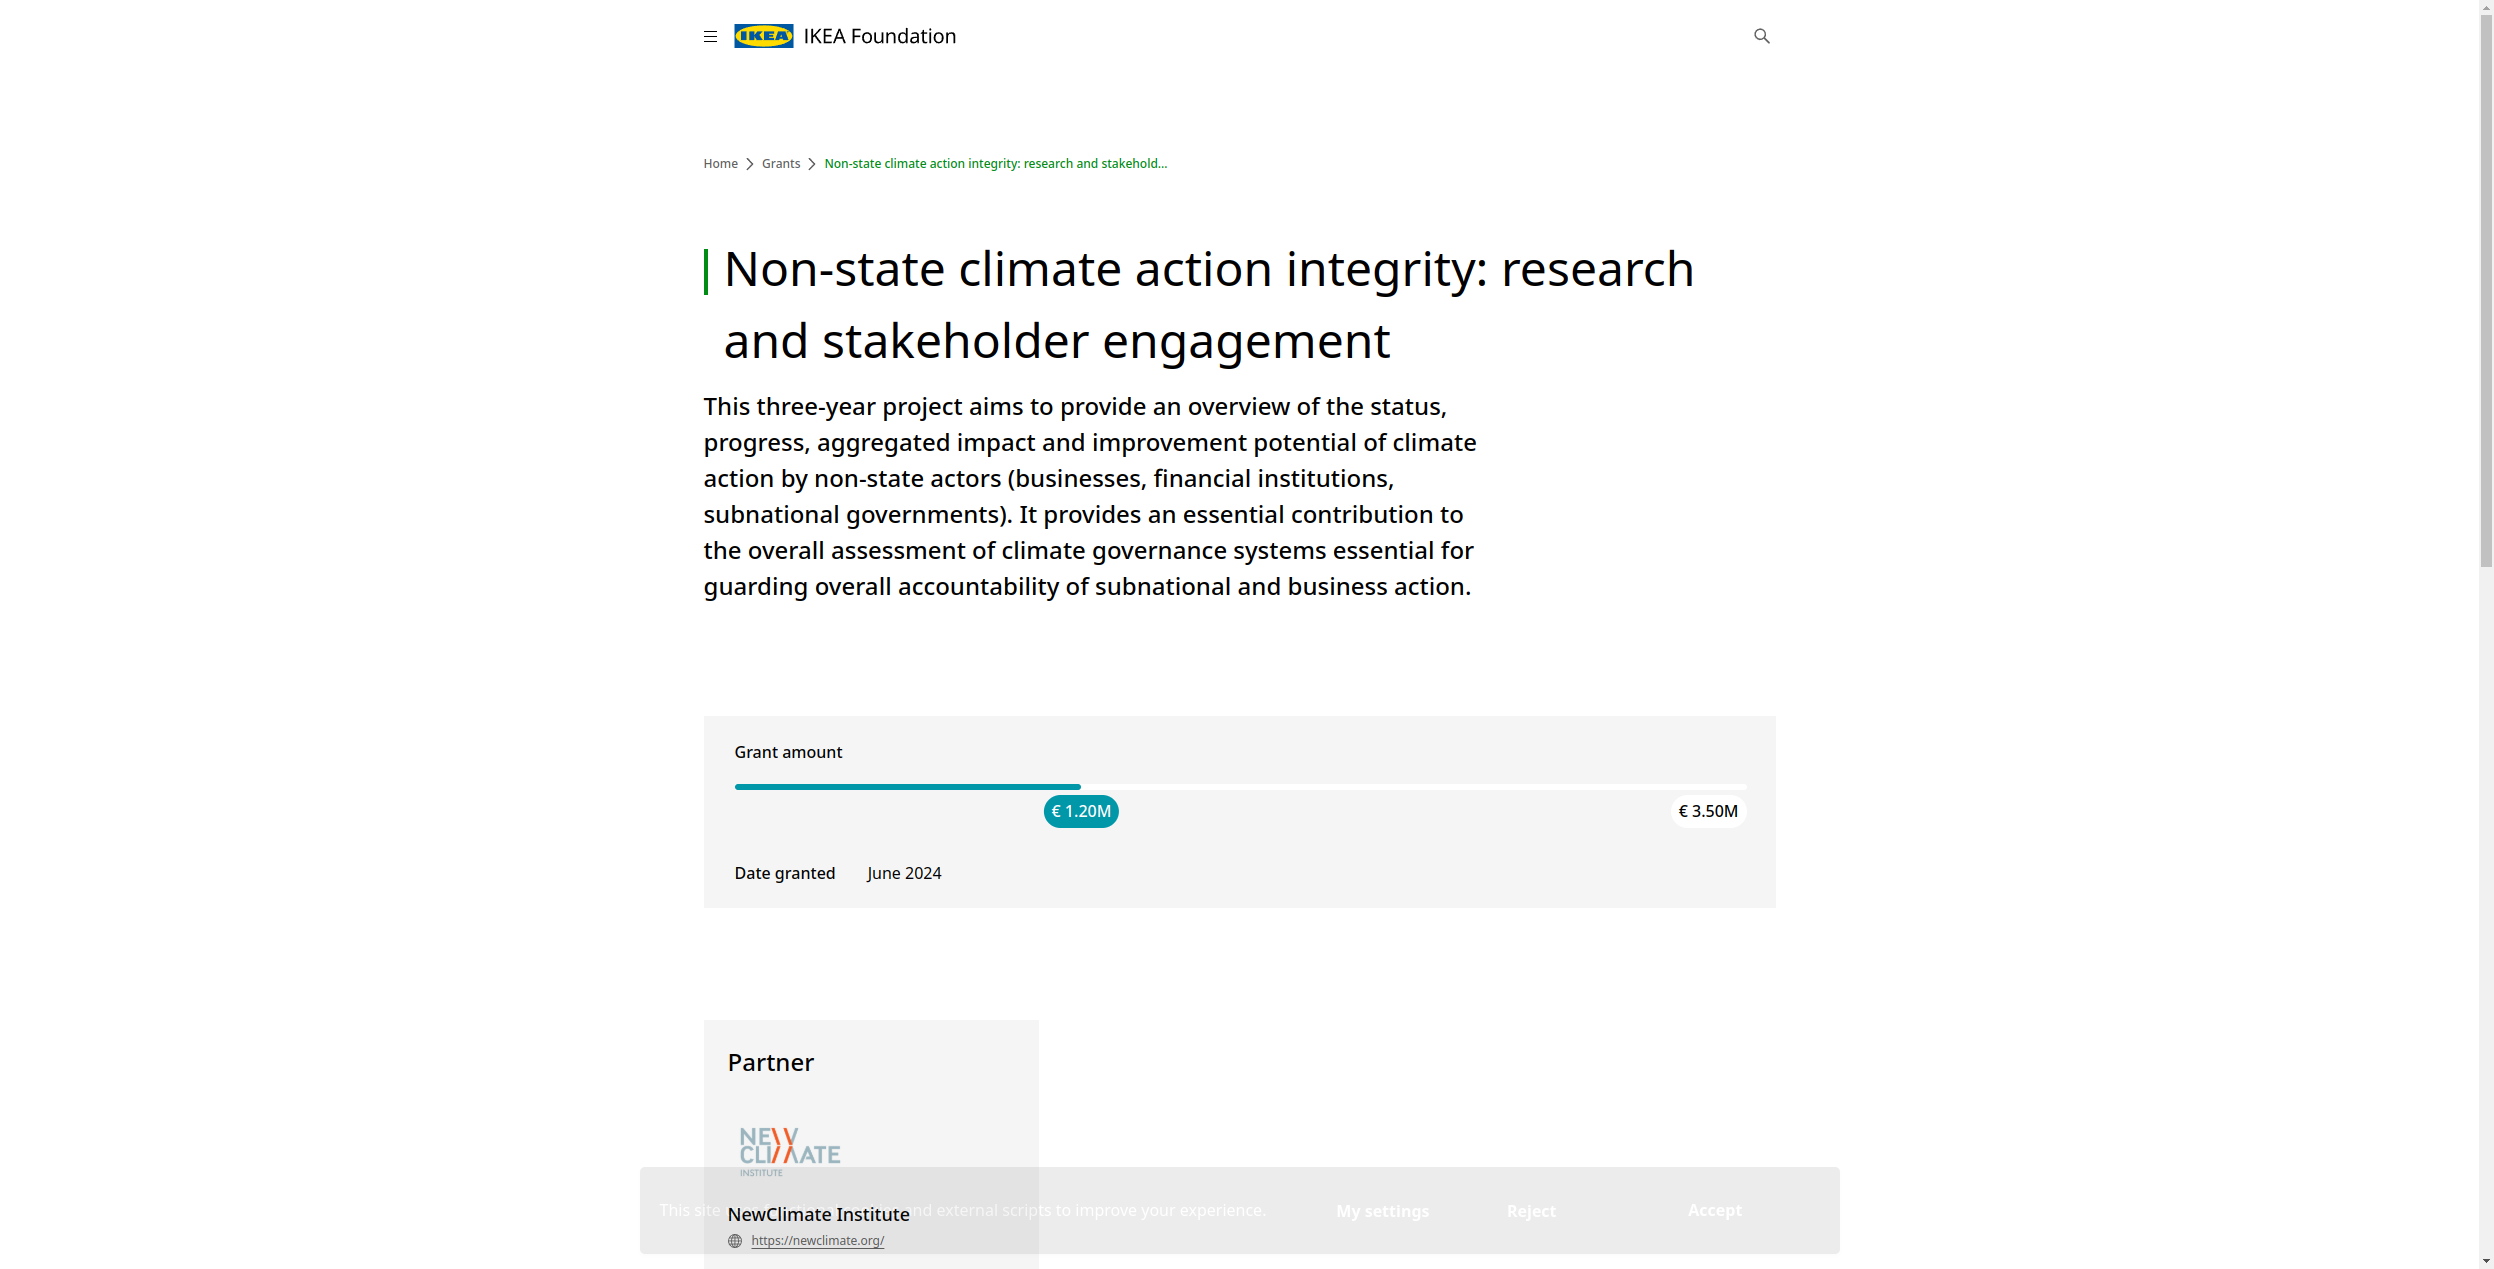 IKEA IKEA Foundation
Home Grants Non-state climate action integrity: research and stakehold...
Non-state climate action integrity: research
and stakeholder engagement
This three-year project aims to provide an overview of the status,
progress, aggregated impact and improvement potential of climate
action by non-state actors (businesses, financial institutions,
subnational governments). It provides an essential contribution to
the overall assessment of climate governance systems essential for
guarding overall accountability of subnational and business action.
Grant amount
€ 1.20M € 3.50M
Date granted June 2024
Partner
NEW
CLIMATE
INSTITUTE
This site and external scripts to improve your experience. My settings Reject Accept
NewClimate Institute
https://newclimate.org/